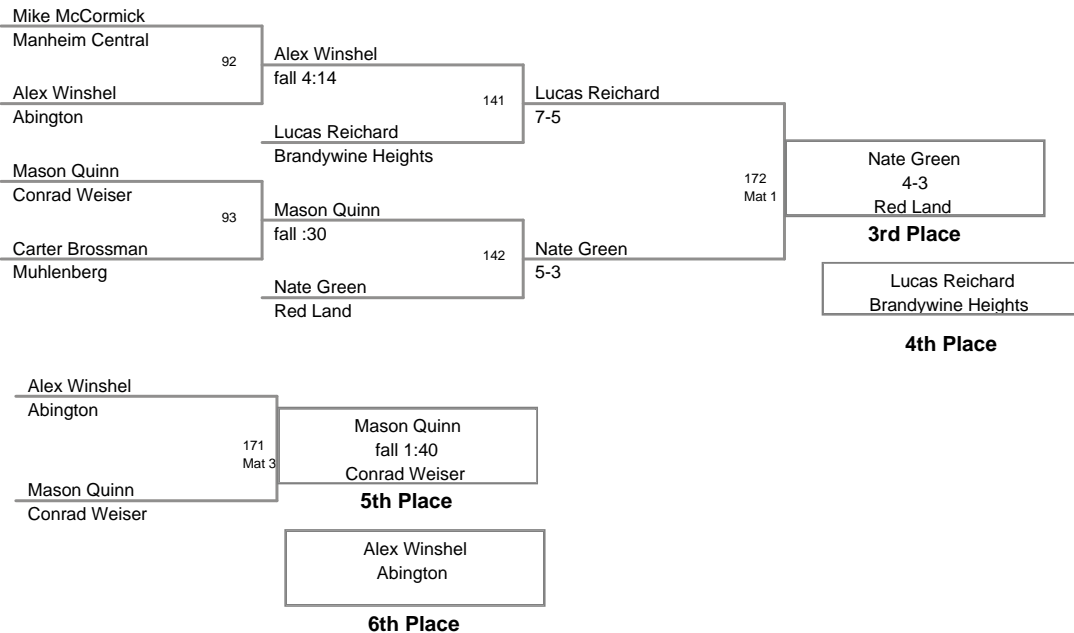 Mike McCormick
Manheim Central
92
Alex Winshel
fall 4:14
Alex Winshel
Abington
141
Lucas Reichard
7-5
Lucas Reichard
Brandywine Heights
Mason Quinn
Conrad Weiser
93
Mason Quinn
fall :30
Carter Brossman
Muhlenberg
142
Nate Green
5-3
Nate Green
Red Land
172
Mat 1
Nate Green
4-3
Red Land
3rd Place
Lucas Reichard
Brandywine Heights
4th Place
Alex Winshel
Abington
171
Mat 3
Mason Quinn
Conrad Weiser
Mason Quinn
fall 1:40
Conrad Weiser
5th Place
Alex Winshel
Abington
6th Place